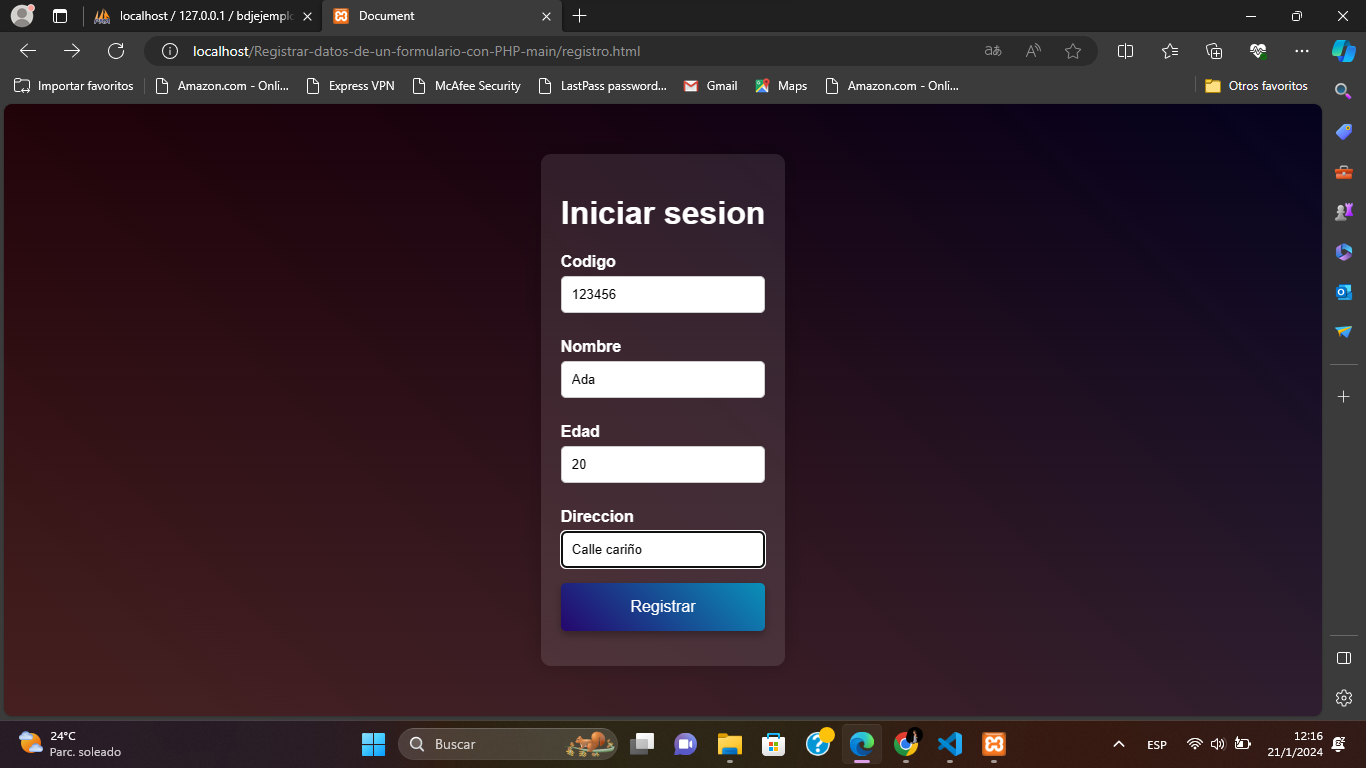 localhost / 127.0.0.1 / bdjejemplo
Document
localhost/Registrar-datos-de-un-formulario-con-PHP-main/registro.html
Importar favoritos
Amazon.com - Onli...
Express VPN
McAfee Security
LastPass password...
Gmail
Maps
Amazon.com - Onli...
Otros favoritos
Iniciar sesion
Codigo
123456
Nombre
Ada
Edad
20
Direccion
Calle cariño
Registrar
24°C
Parc. soleado
Buscar
ESP
12:16
21/1/2024